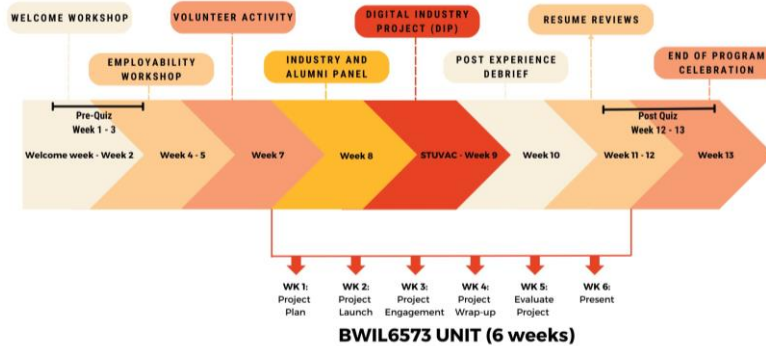 WELCOME WORKSHOP
VOLUNTEER ACTIVITY
DIGITAL INDUSTRY
PROJECT (DIP)
RESUME REVIEWS
EMPLOYABILITY
WORKSHOP
INDUSTRY AND
ALUMNI PANEL
POST EXPERIENCE
DEBRIEF
END OF PROGRAM
CELEBRATION
Pre-Quiz
Week 1 - 3
Post Quiz
Week 12 - 13
Welcome week - Week 2
Week 4 - 5
Week 7
Week 8
STUVAC - Week 9
Week 10
Week 11 - 12
Week 13
WK 1:
Project
Plan
WK 2:
Project
Launch
WK 3:
Project
Engagement
WK 4:
Project
Wrap-up
WK 5:
Evaluate
Project
WK 6:
Present
BWIL6573 UNIT (6 weeks)